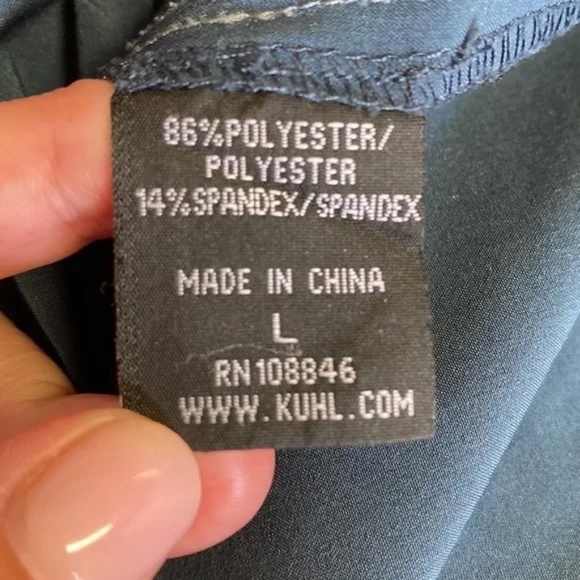 86%POLYESTER/
POLYESTER
14%SPANDEX/SPANDEX
MADE IN CHINA
L
RN108846
WWW.KUHL.COM